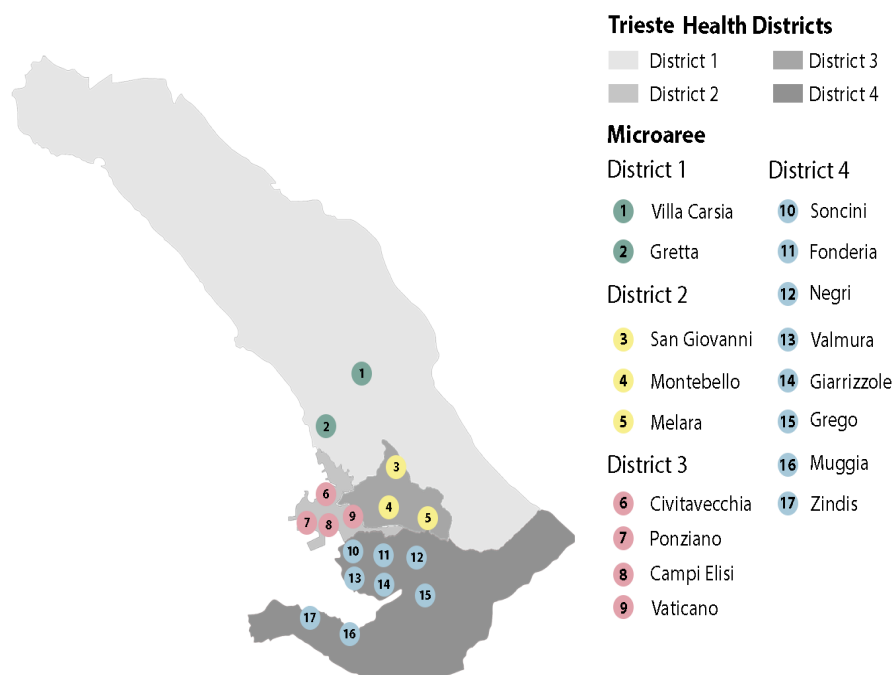 Trieste Health Districts
District 1
District 2
District 3
District 4
Microaree
District 1
1 Villa Carsia
2 Gretta
District 2
3 San Giovanni
4 Montebello
5 Melara
District 3
6 Civitavecchia
7 Ponziano
8 Campi Elisi
9 Vaticano
District 4
10 Soncini
11 Fonderia
12 Negri
13 Valmura
14 Giarrizzole
15 Grego
16 Muggia
17 Zindis
1
2
3
4
5
6
7
8
9
10
11
12
13
14
15
16
17